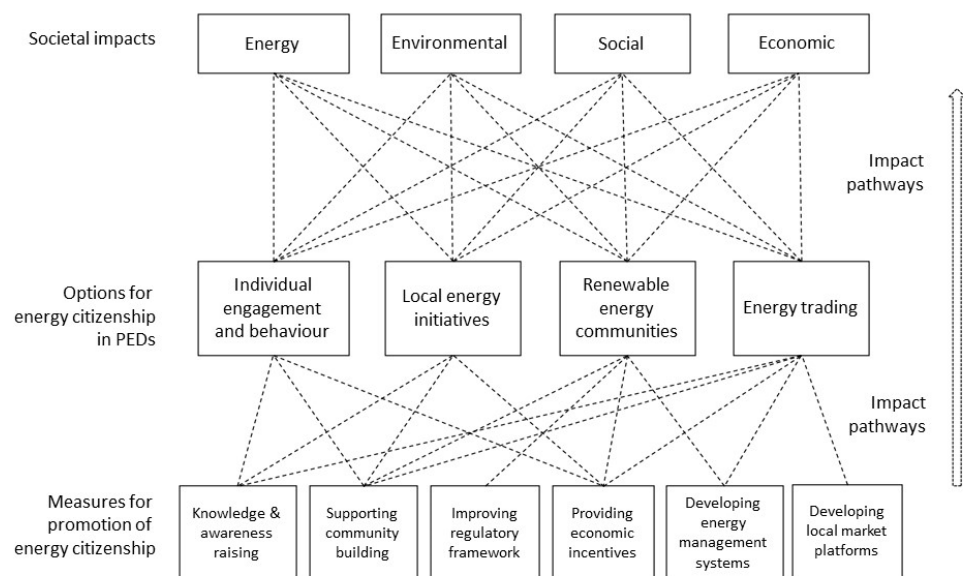 Societal impacts
Energy
Environmental
Social
Economic
Impact
pathways
Options for
energy citizenship
in PEDs
Individual
engagement
and behaviour
Local energy
initiatives
Renewable
energy
communities
Energy trading
Impact
pathways
Measures for
promotion of
energy citizenship
Knowledge &
awareness
raising
Supporting
community
building
Improving
regulatory
framework
Providing
economic
incentives
Developing
energy
management
systems
Developing
local market
platforms